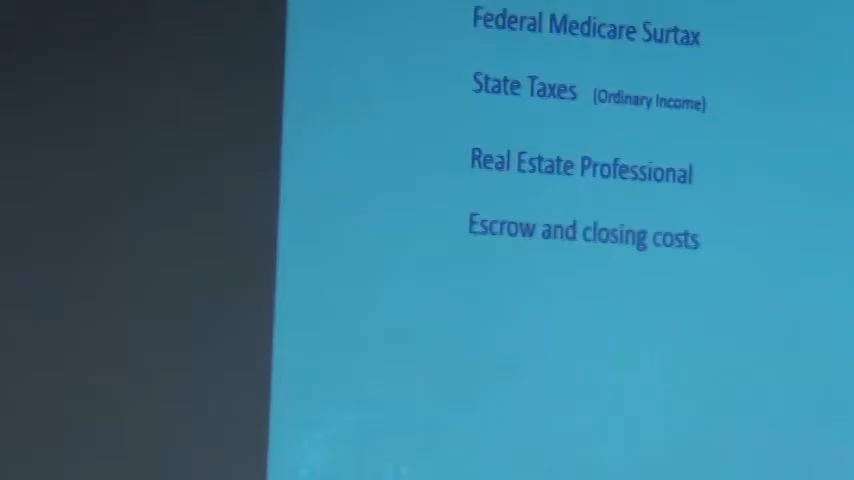 Federal Medicare Surtax
State Taxes (Ordinary Income)
Real Estate Professional
Escrow and closing costs